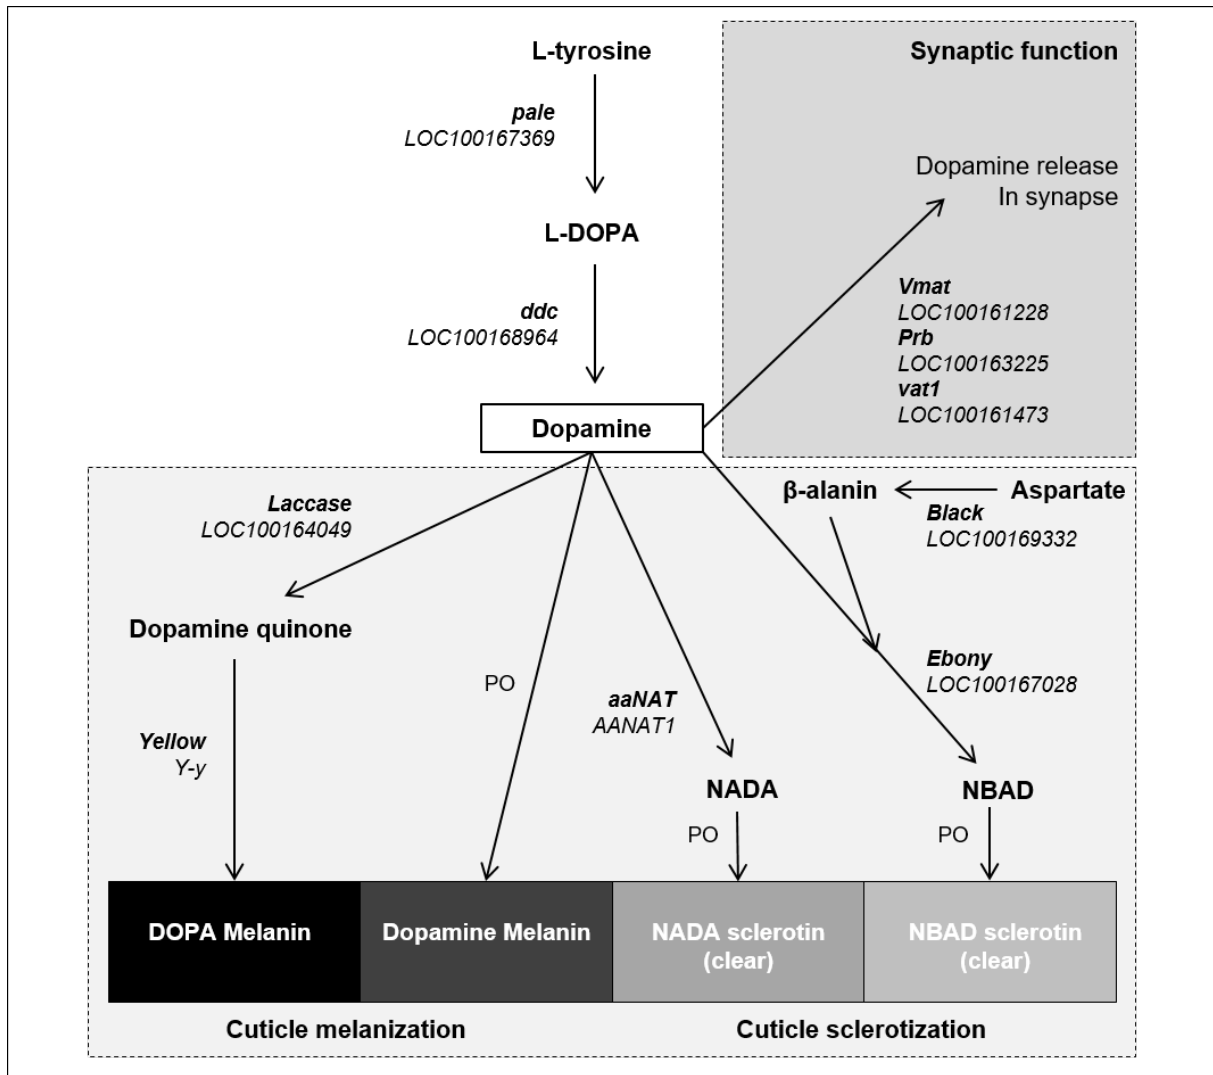 L-tyrosine
pale
LOC100167369
L-DOPA
ddc
LOC100168964
Dopamine
Synaptic function
Dopamine release
In synapse
Vmat
LOC100161228
Prb
LOC100163225
vat1
LOC100161473
Laccase
LOC100164049
Dopamine quinone
Yellow
Y-y
PO
aaNAT
AANAT1
NADA
PO
β-alanin
Aspartate
Black
LOC100169332
Ebony
LOC100167028
NBAD
PO
DOPA Melanin
Dopamine Melanin
NADA sclerotin
(clear)
NBAD sclerotin
(clear)
Cuticle melanization
Cuticle sclerotization